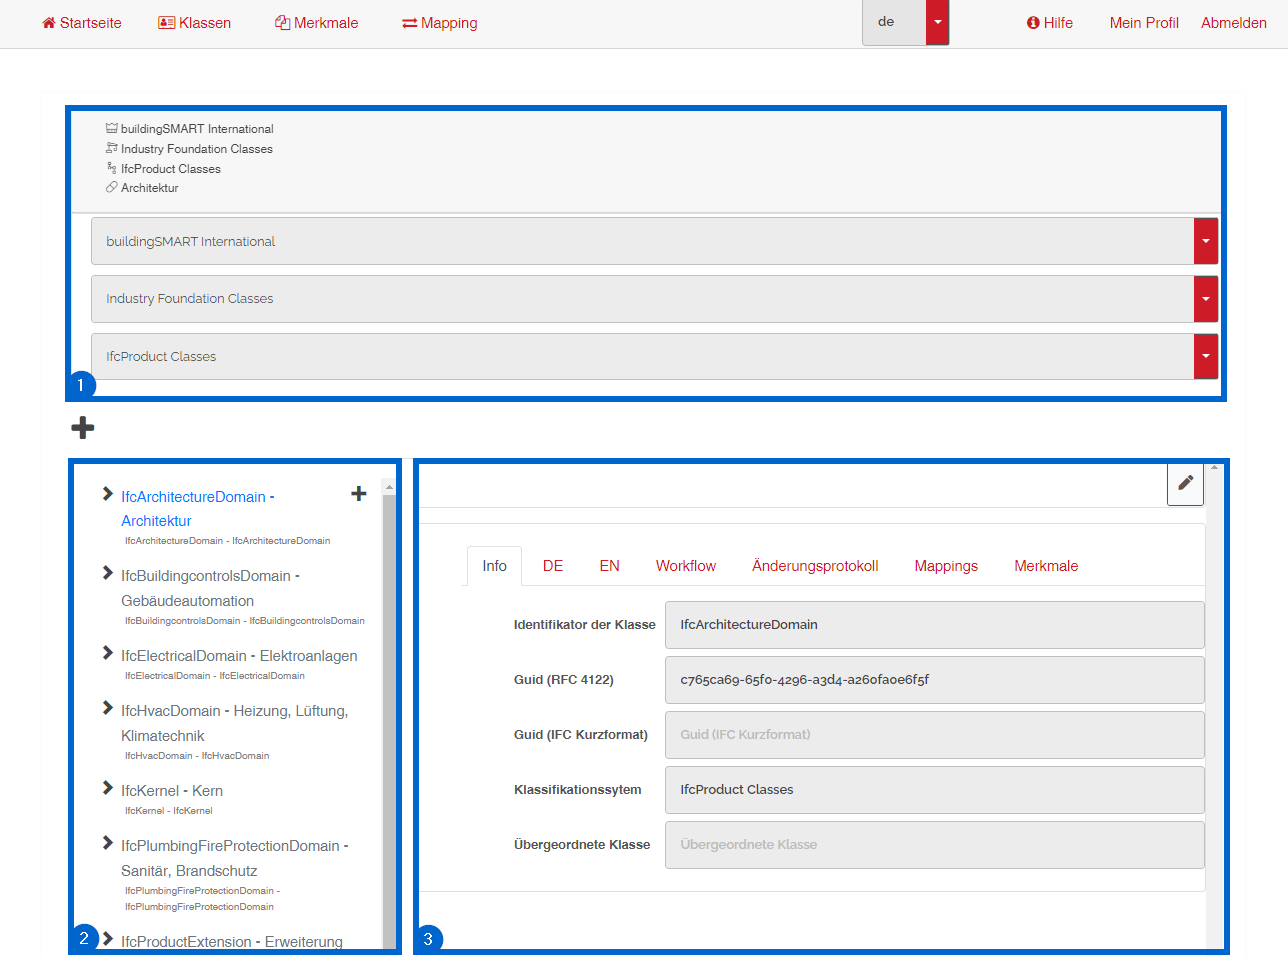 Startseite Klassen Merkmale Mapping de Hilfe Mein Profil Abmelden
buildingSMART International
Industry Foundation Classes
IfcProduct Classes
Architektur
buildingSMART International
Industry Foundation Classes
IfcProduct Classes
1
IfcArchitectureDomain -
Architektur
IfcArchitectureDomain - IfcArchitectureDomain
IfcBuildingcontrolsDomain -
Gebäudeautomation
IfcBuildingcontrolsDomain - IfcBuildingcontrolsDomain
IfcElectricalDomain - Elektroanlagen
IfcElectricalDomain - IfcElectricalDomain
IfcHvacDomain - Heizung, Lüftung,
Klimatechnik
IfcHvacDomain - IfcHvacDomain
IfcKernel - Kern
IfcKernel - IfcKernel
IfcPlumbingFireProtectionDomain -
Sanitär, Brandschutz
IfcPlumbingFireProtectionDomain -
IfcPlumbingFireProtectionDomain
IfcProductExtension - Erweiterung
2
Info DE EN Workflow Änderungsprotokoll Mappings Merkmale
Identifikator der Klasse IfcArchitectureDomain
Guid (RFC 4122) c765ca69-65f0-4296-a3d4-a260fa0e6f5f
Guid (IFC Kurzformat) Guid (IFC Kurzformat)
Klassifikationssytem IfcProduct Classes
Übergeordnete Klasse Übergeordnete Klasse
3